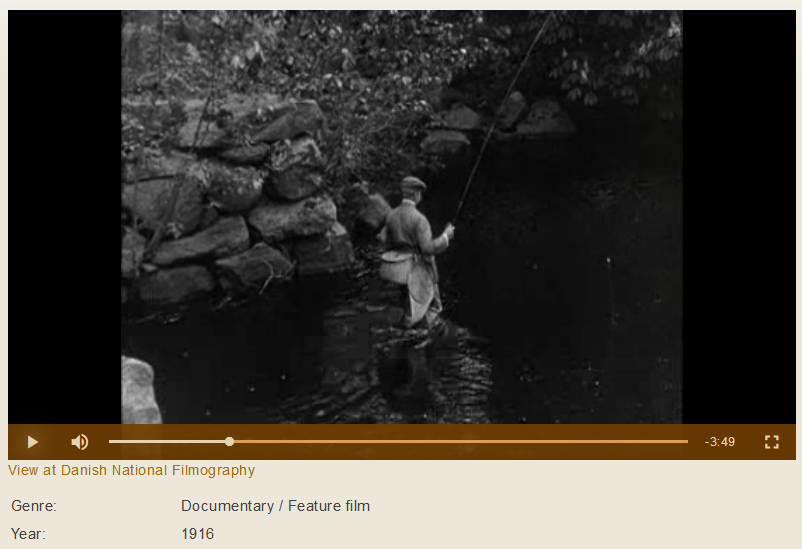 -3:49
View at Danish National Filmography
Genre: Documentary / Feature film
Year: 1916